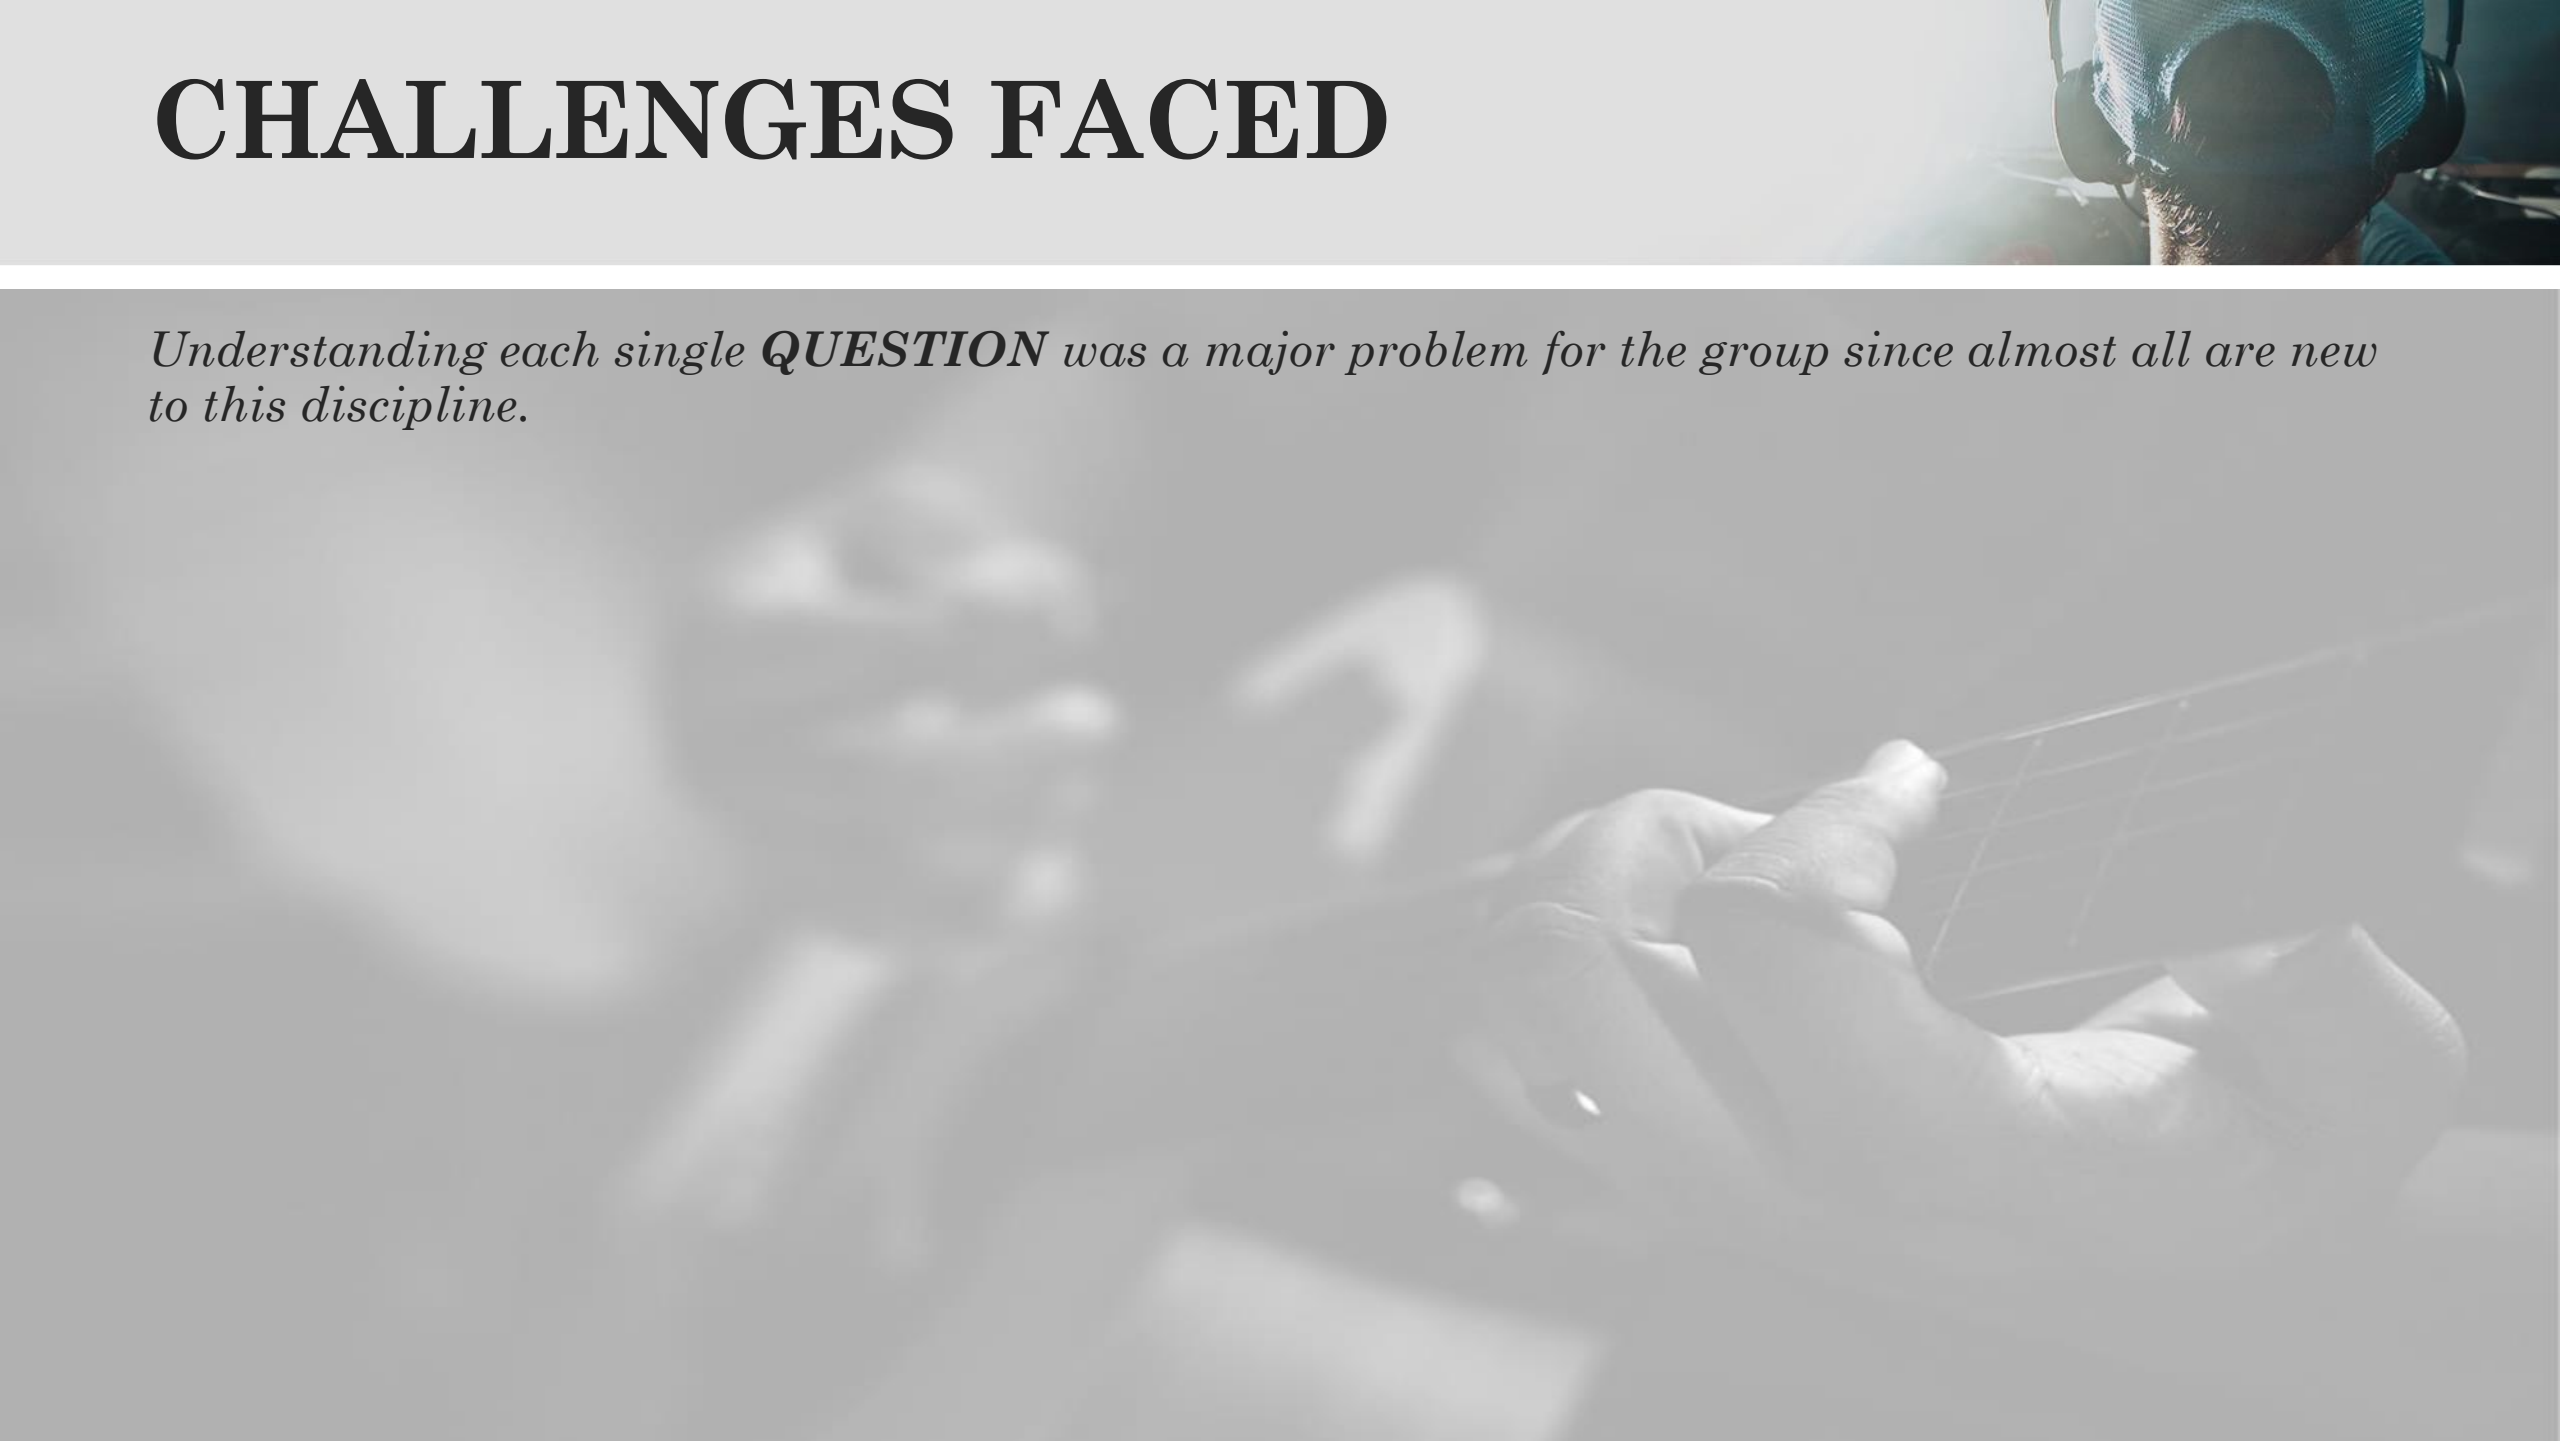 CHALLENGES FACED
Understanding each single QUESTION was a major problem for the group since almost all are new
to this discipline.